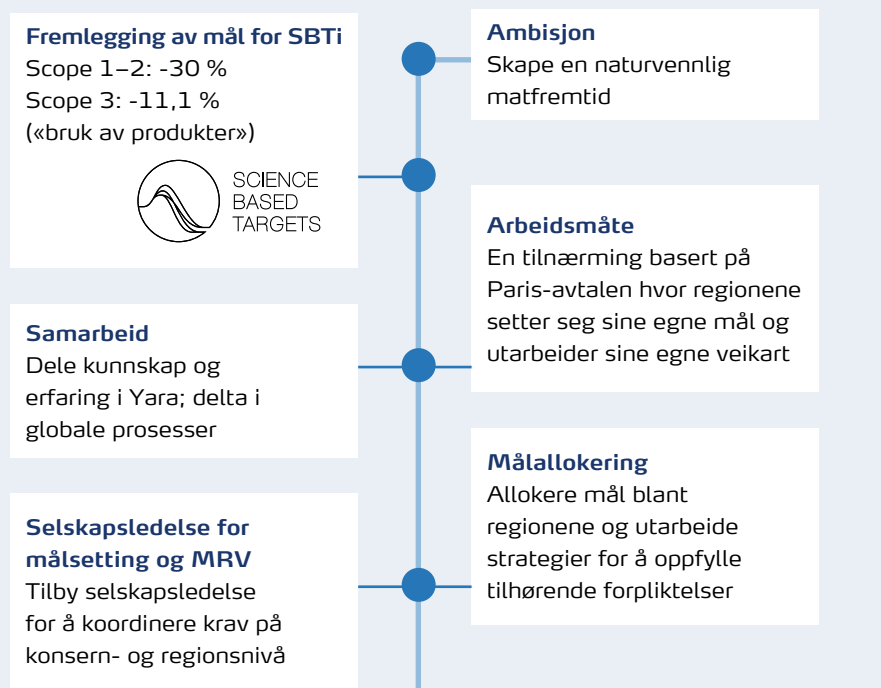 Fremlegging av mål for SBTi
Scope 1–2: -30 %
Scope 3: -11,1 %
(«bruk av produkter»)
SCIENCE
BASED
TARGETS
Ambisjon
Skape en naturvennlig
matfremtid
Arbeidsmåte
En tilnærming basert på
Paris-avtalen hvor regionene
setter seg sine egne mål og
utarbeider sine egne veikart
Samarbeid
Dele kunnskap og
erfaring i Yara; delta i
globale prosesser
Målallokering
Allokere mål blant
regionene og utarbeide
strategier for å oppfylle
tilhørende forpliktelser
Selskapsledelse for
målsetting og MRV
Tilby selskapsledelse
for å koordinere krav på
konsern- og regionsnivå